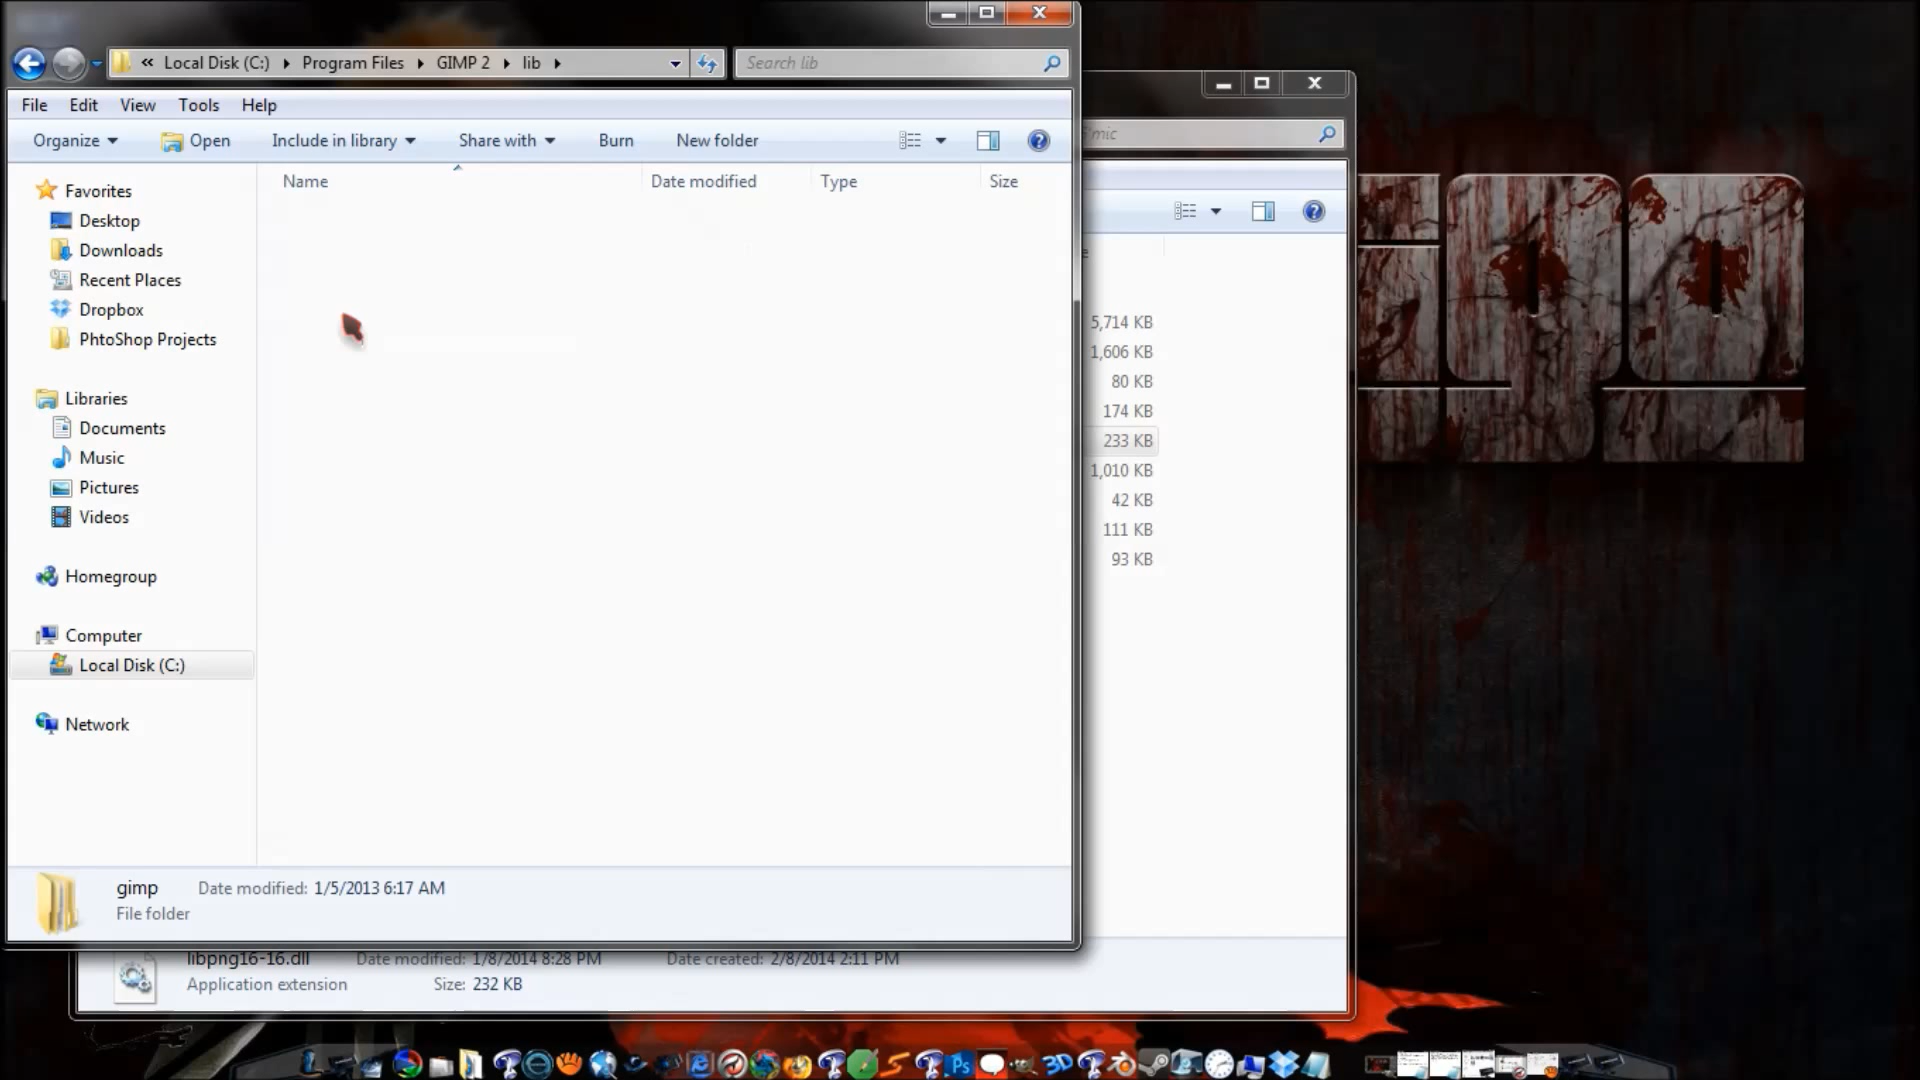 « Local Disk (C:) Program Files GIMP 2 lib
Search lib
File Edit View Tools Help
Organize Open Include in library Share with Burn New folder
Name Date modified Type Size
Favorites
Desktop
Downloads
Recent Places
Dropbox
PhtoShop Projects
Libraries
Documents
Music
Pictures
Videos
Homegroup
Computer
Local Disk (C:)
Network
gimp Date modified: 1/5/2013 6:17 AM
File folder
5,714 KB
1,606 KB
80 KB
174 KB
233 KB
1,010 KB
42 KB
111 KB
93 KB
libpng16-16.dll Date modified: 1/8/2014 8:28 PM Date created: 2/8/2014 2:11 PM
Application extension Size: 232 KB
Ps
3D